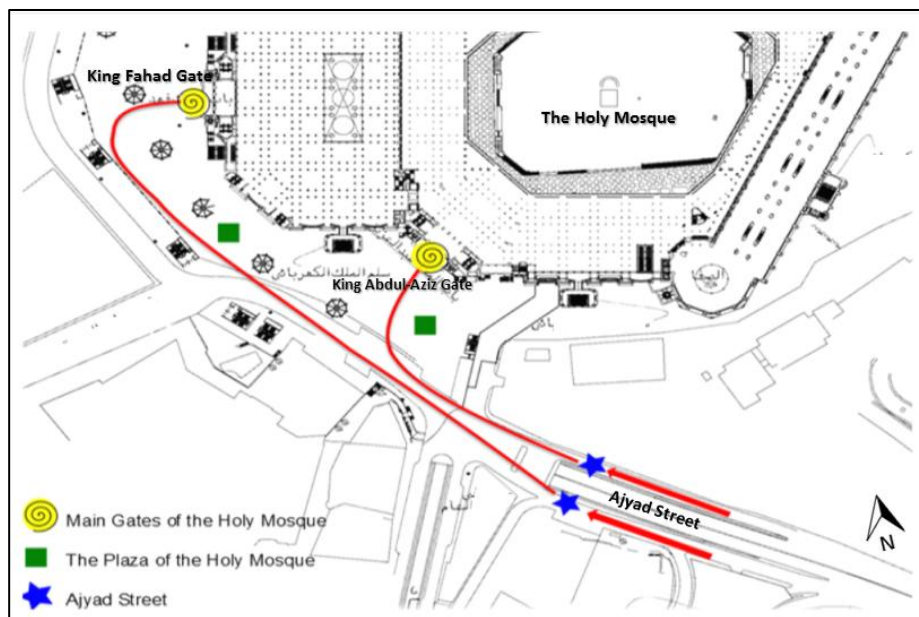 King Fahad Gate
The Holy Mosque
King Abdul-Aziz Gate
Ajyad Street
N
Main Gates of the Holy Mosque
The Plaza of the Holy Mosque
Ajyad Street